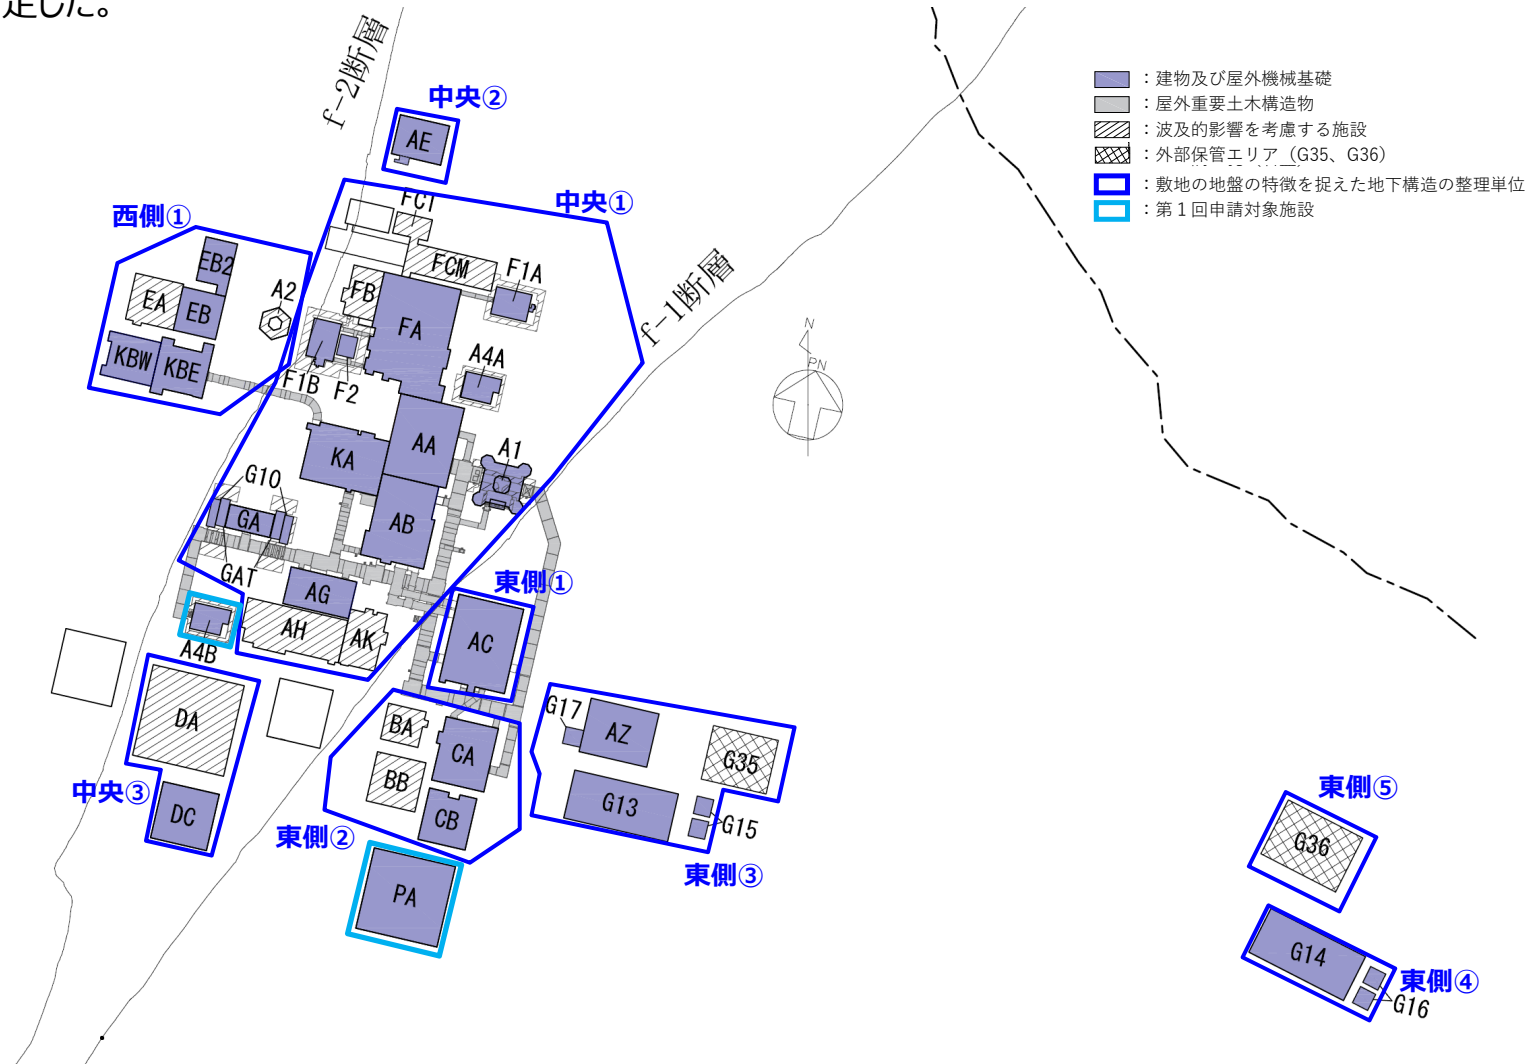 定した。
f-2断層
中央②
AE
：建物及び屋外機械基礎
：屋外重要土木構造物
：波及的影響を考慮する施設
：外部保管エリア（G35、G36）
：敷地の地盤の特徴を捉えた地下構造の整理単位
：第１回申請対象施設
中央①
西側①
FC1
FCM
F1A
EB2
A2
FB
EA
EB
FA
f-1断層
N
PN
KBW
KBE
F1B
F2
A4A
AA
KA
A1
G10
GA
AB
GAT
AG
東側①
AH
AK
AC
A4B
DA
G17
AZ
BA
CA
G35
BB
中央③
DC
CB
G13
G15
東側②
東側③
PA
東側⑤
G36
G14
東側④
G16